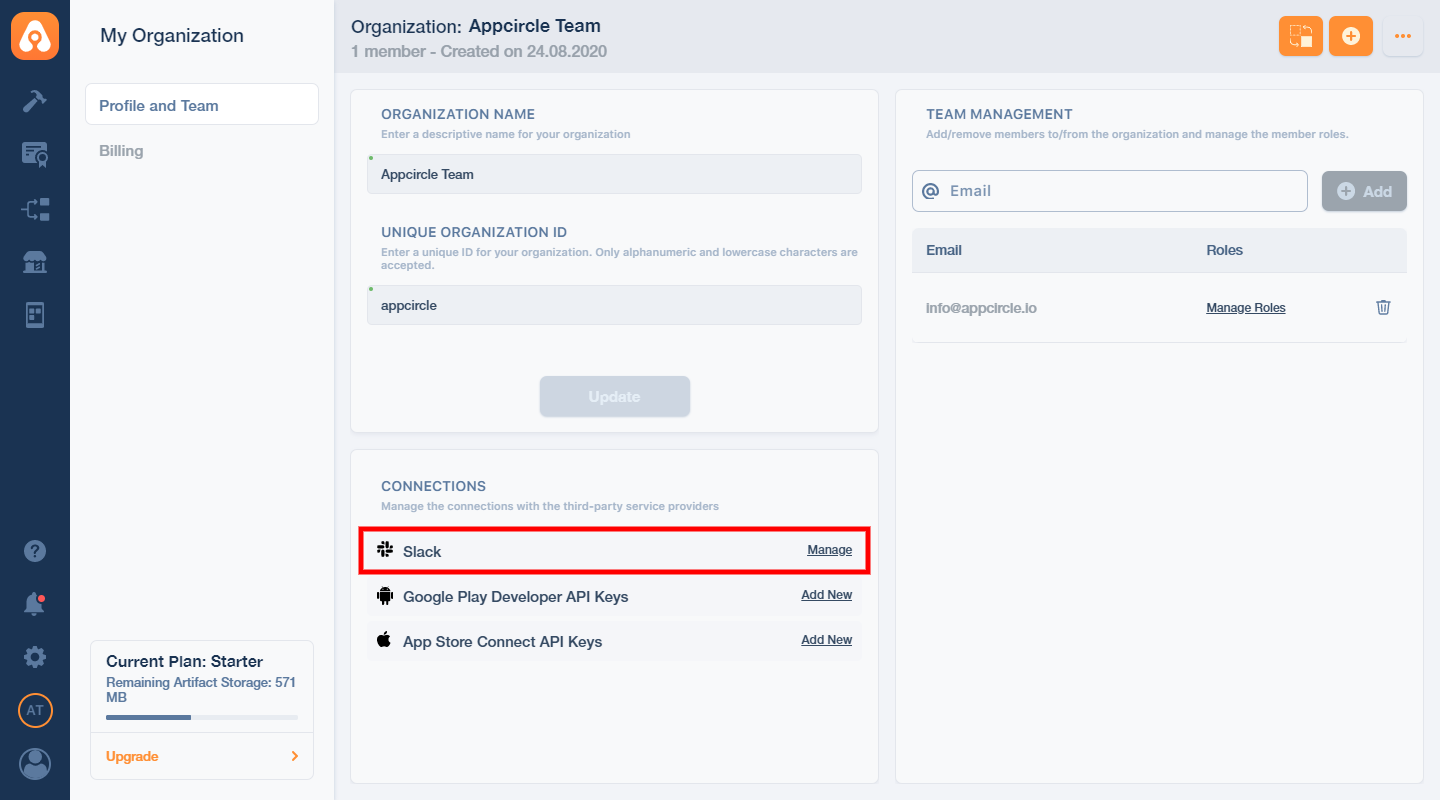 My Organization
Profile and Team
Billing
Current Plan: Starter
Remaining Artifact Storage: 571
MB
Upgrade
AT
Organization: Appcircle Team
1 member - Created on 24.08.2020
ORGANIZATION NAME
Enter a descriptive name for your organization
Appcircle Team
UNIQUE ORGANIZATION ID
Enter a unique ID for your organization. Only alphanumeric and lowercase characters are
accepted.
appcircle
Update
CONNECTIONS
Manage the connections with the third-party service providers
Slack Manage
Google Play Developer API Keys Add New
App Store Connect API Keys Add New
TEAM MANAGEMENT
Add/remove members to/from the organization and manage the member roles.
@ Email
Add
Email Roles
info@appcircle.io Manage Roles